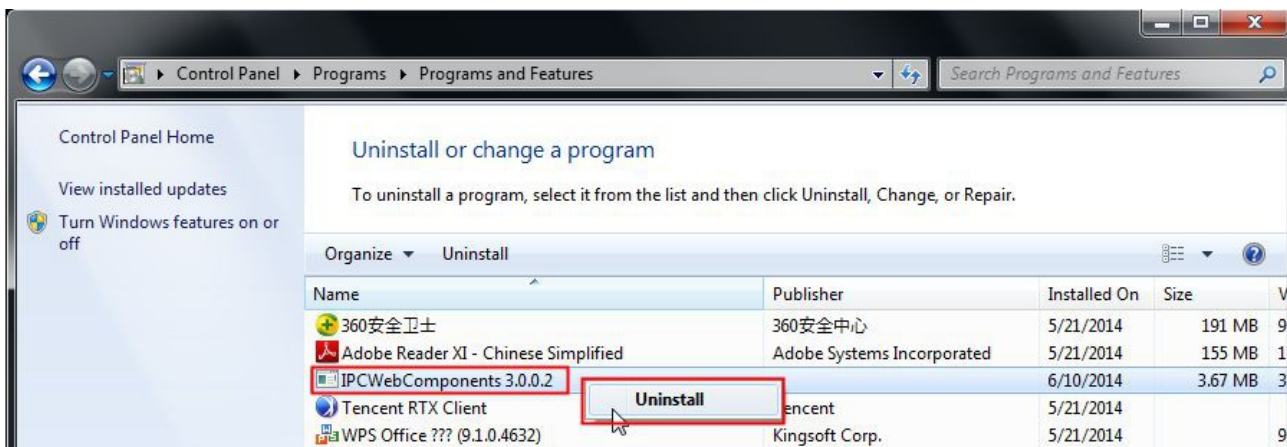 Control Panel ▸ Programs ▸ Programs and Features
Search Programs and Features
Control Panel Home
View installed updates
Turn Windows features on or
off
Uninstall or change a program
To uninstall a program, select it from the list and then click Uninstall, Change, or Repair.
Organize Uninstall
Name Publisher Installed On Size
360安全卫士 360安全中心 5/21/2014 191 MB 9
Adobe Reader XI - Chinese Simplified Adobe Systems Incorporated 5/21/2014 155 MB 1
IPCWebComponents 3.0.0.2 6/10/2014 3.67 MB 3
Uninstall
Tencent RTX Client encent 5/21/2014
WPS Office ??? (9.1.0.4632) Kingsoft Corp. 5/21/2014 9